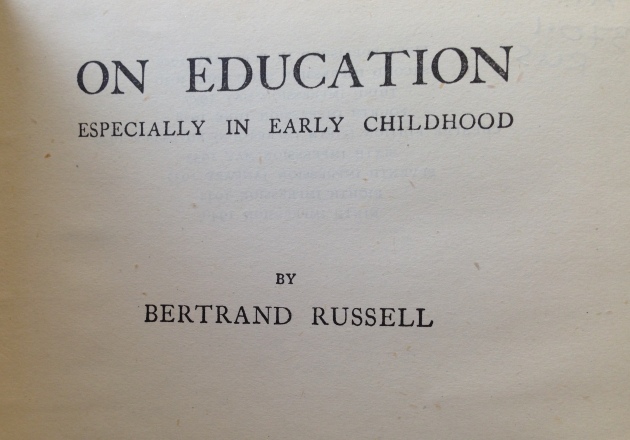 ON EDUCATION
ESPECIALLY IN EARLY CHILDHOOD
BY
BERTRAND RUSSELL